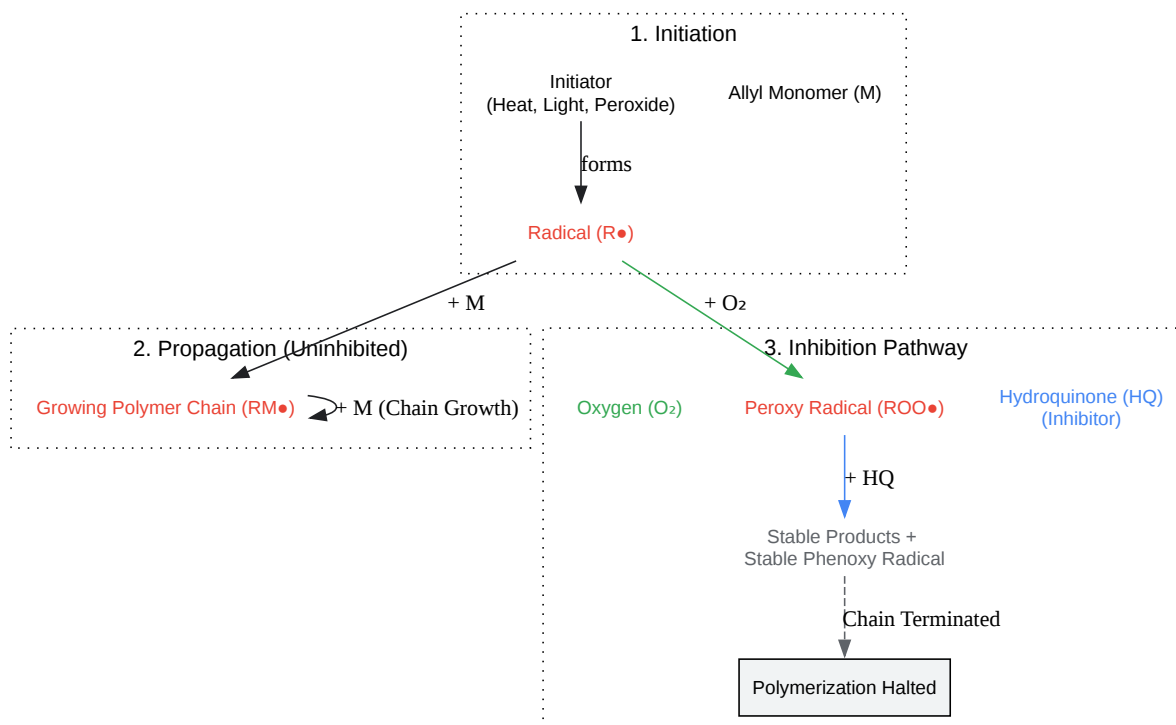 1. Initiation
Initiator
(Heat, Light, Peroxide)
Allyl Monomer (M)
forms
Radical (R●)
+ M
+ O₂
2. Propagation (Uninhibited)
Growing Polymer Chain (RM●)
+ M (Chain Growth)
3. Inhibition Pathway
Oxygen (O₂)
Peroxy Radical (ROO●)
Hydroquinone (HQ)
(Inhibitor)
+ HQ
Stable Products +
Stable Phenoxy Radical
Chain Terminated
Polymerization Halted